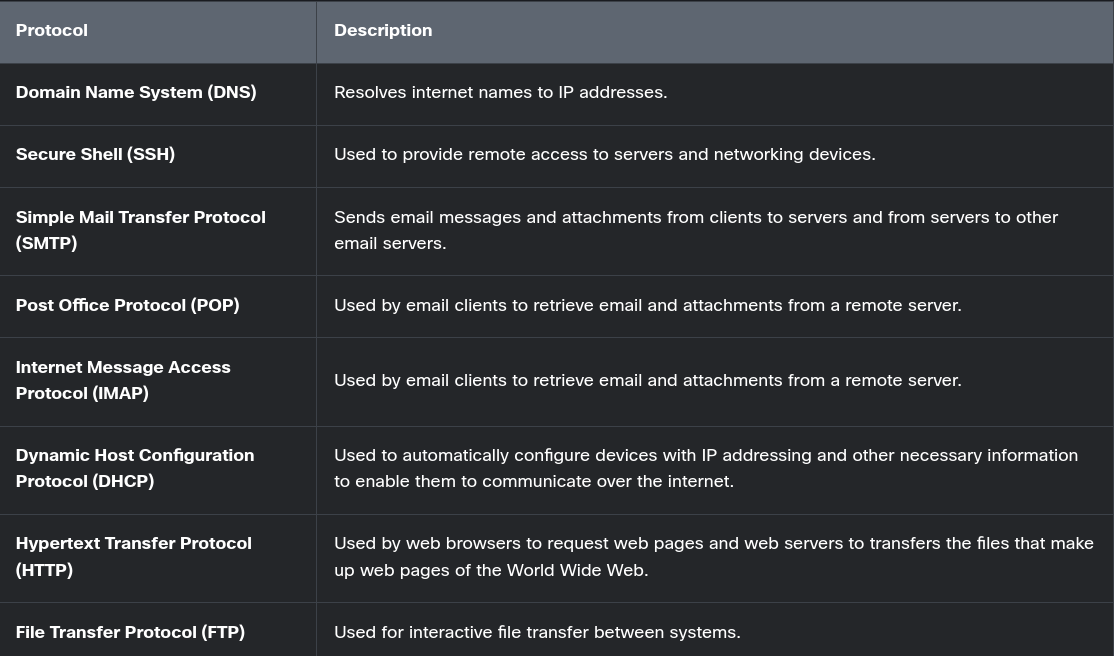 Protocol
Description
Domain Name System (DNS)
Resolves internet names to IP addresses.
Secure Shell (SSH)
Used to provide remote access to servers and networking devices.
Simple Mail Transfer Protocol
(SMTP)
Sends email messages and attachments from clients to servers and from servers to other
email servers.
Post Office Protocol (POP)
Used by email clients to retrieve email and attachments from a remote server.
Internet Message Access
Protocol (IMAP)
Used by email clients to retrieve email and attachments from a remote server.
Dynamic Host Configuration
Protocol (DHCP)
Used to automatically configure devices with IP addressing and other necessary information
to enable them to communicate over the internet.
Hypertext Transfer Protocol
(HTTP)
Used by web browsers to request web pages and web servers to transfers the files that make
up web pages of the World Wide Web.
File Transfer Protocol (FTP)
Used for interactive file transfer between systems.